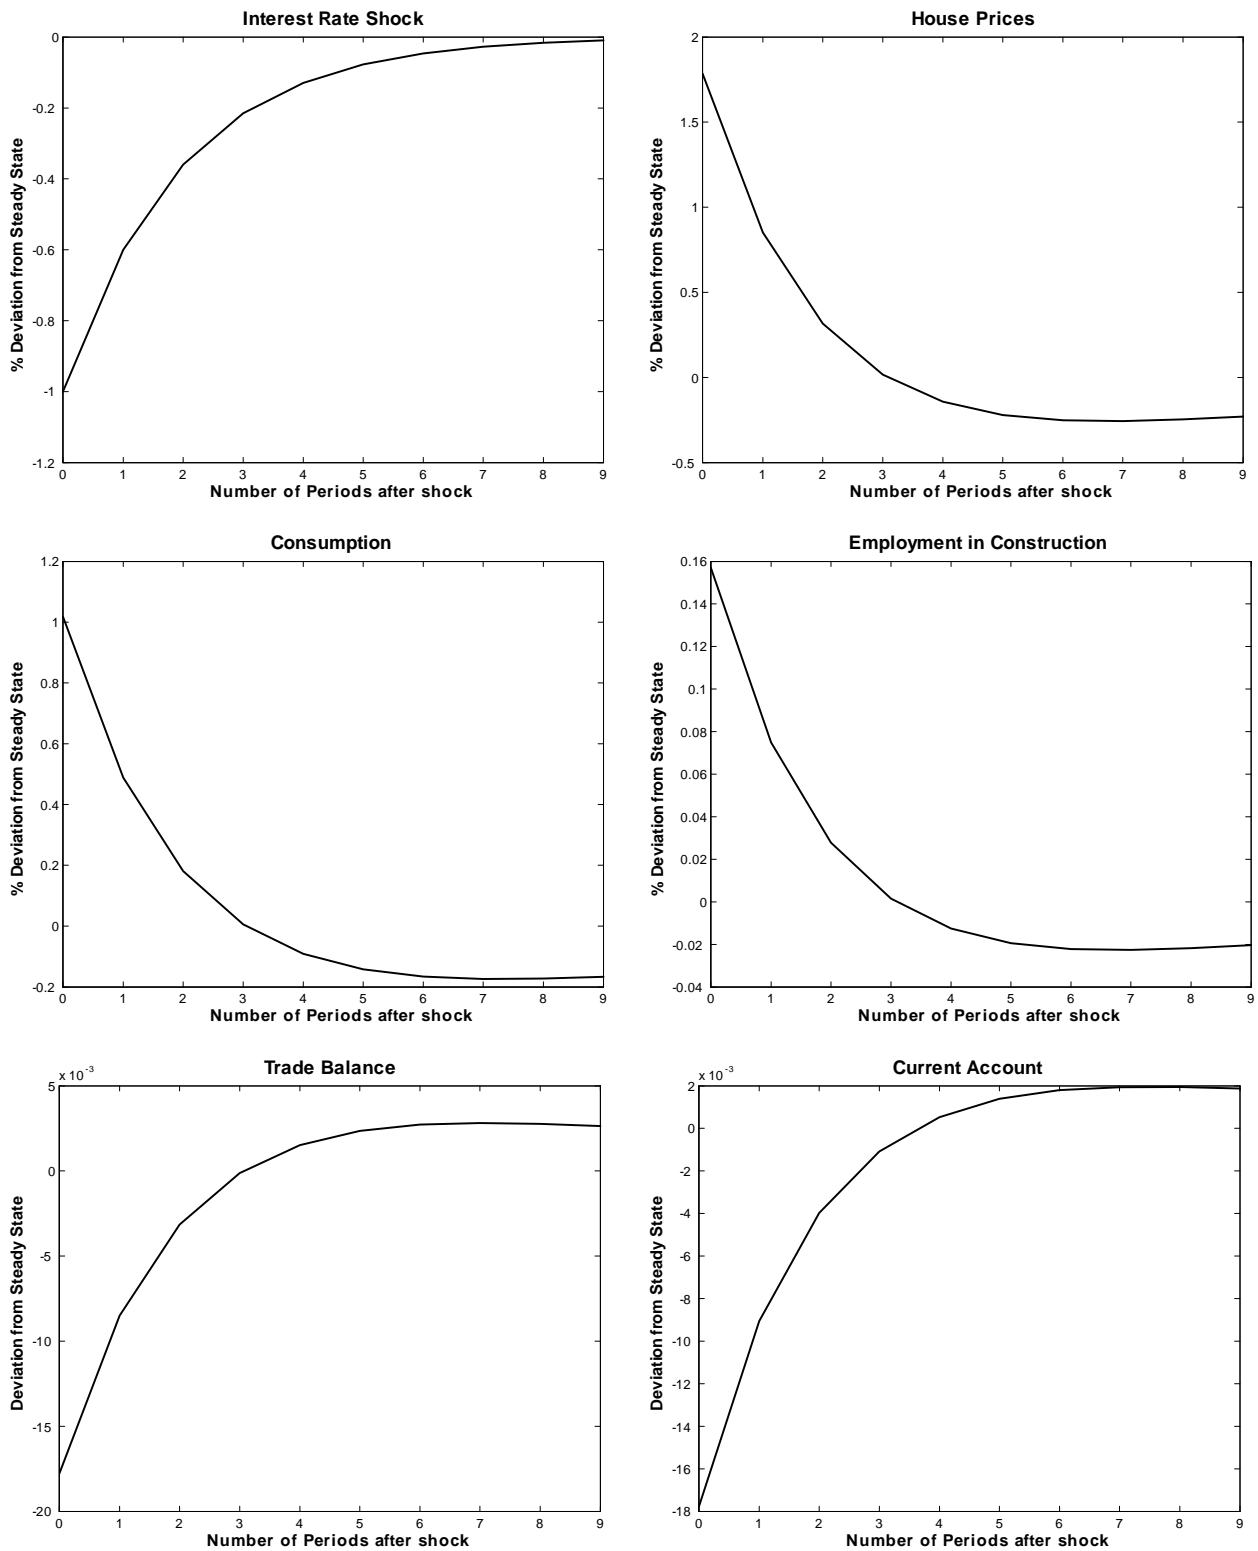 Interest Rate Shock
0
-0.2
-0.4
-0.6
-0.8
-1
-1.2
% Deviation from Steady State
0 1 2 3 4 5 6 7 8 9
Number of Periods after shock
House Prices
2
1.5
1
0.5
0
-0.5
% Deviation from Steady State
0 1 2 3 4 5 6 7 8 9
Number of Periods after shock
Consumption
1.2
1
0.8
0.6
0.4
0.2
0
-0.2
% Deviation from Steady State
0 1 2 3 4 5 6 7 8 9
Number of Periods after shock
Employment in Construction
0.16
0.14
0.12
0.1
0.08
0.06
0.04
0.02
0
-0.02
-0.04
% Deviation from Steady State
0 1 2 3 4 5 6 7 8 9
Number of Periods after shock
Trade Balance
x 10⁻³
5
0
-5
-10
-15
-20
Deviation from Steady State
0 1 2 3 4 5 6 7 8 9
Number of Periods after shock
Current Account
x 10⁻³
2
0
-2
-4
-6
-8
-10
-12
-14
-16
-18
Deviation from Steady State
0 1 2 3 4 5 6 7 8 9
Number of Periods after shock